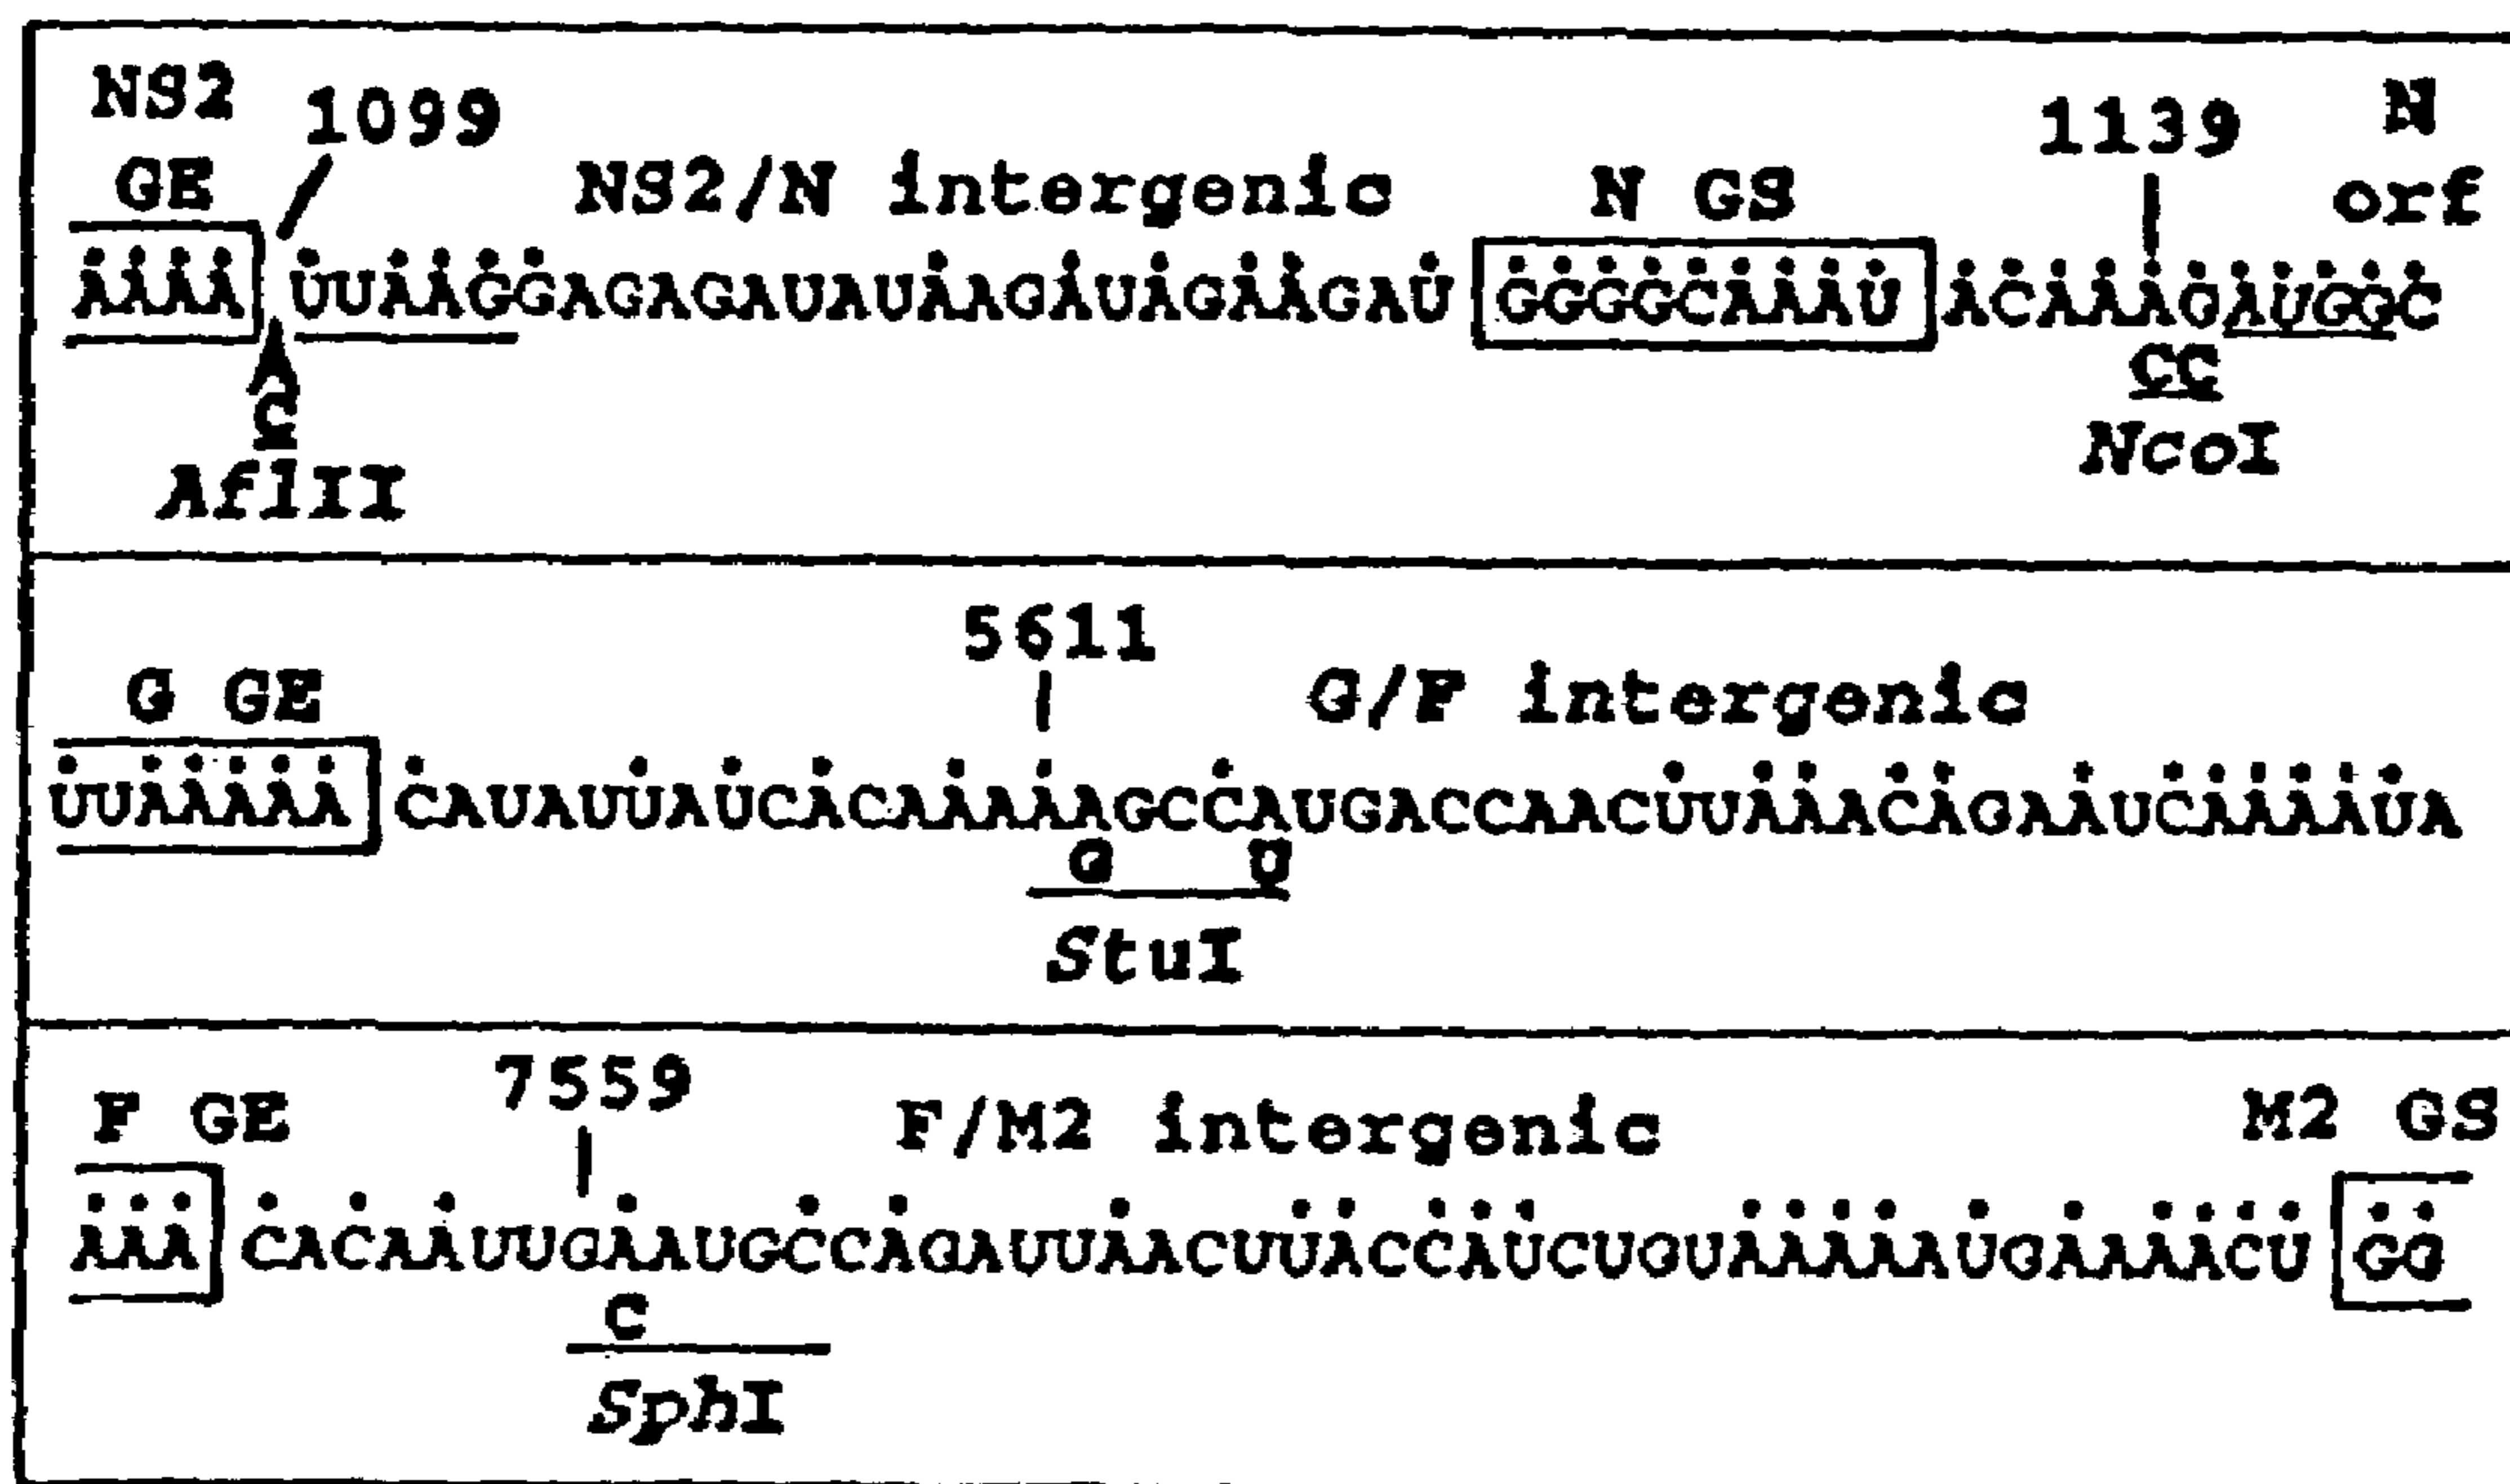 NS2 1099 1139 N
GE NS2/N intergenic N GS orf
AAAA UUAAGGAGAGAUAUAAGAUAGAAGAU GGGGCAAAU ACAAAGAUGGC
C CC
AflII NcoI
5611
G GE G/F intergenic
UUAAAAA CAUAUUAUCACAAAAAGCCAUGACCAACUUAAACAGAAUCAAAAUA
G U
StuI
7559
F GE F/M2 intergenic M2 GS
AAA CACAAUUGAAUGCCAGAUUAACUUACCAUCUGUAAAAAUGAAAACU GG
C
SphI